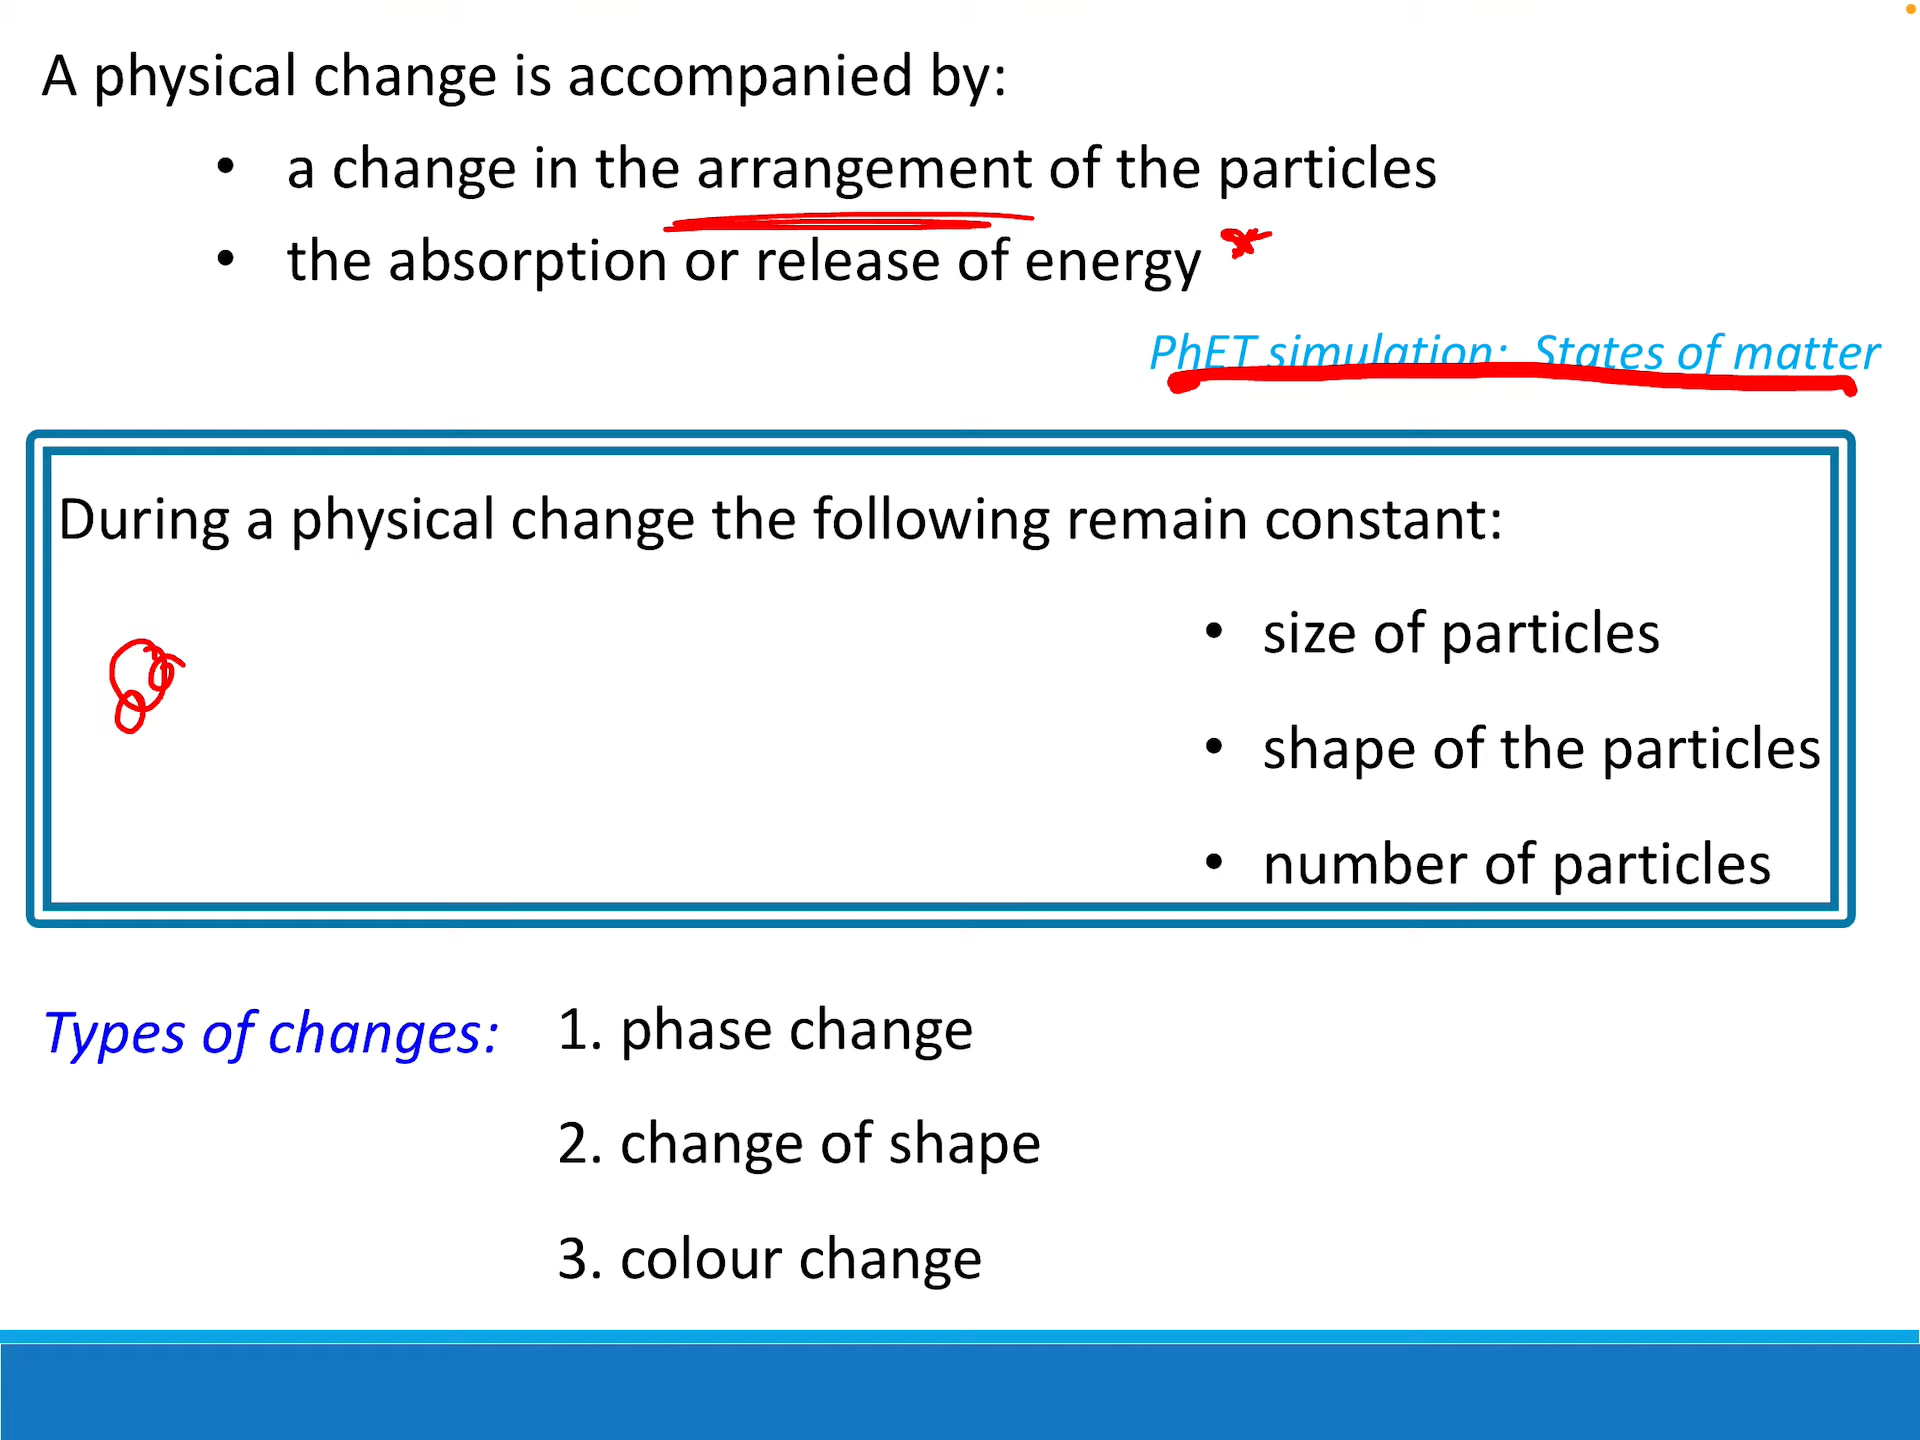 A physical change is accompanied by:
• a change in the arrangement of the particles
• the absorption or release of energy
PhET simulation: States of matter
During a physical change the following remain constant:
• size of particles
• shape of the particles
• number of particles
Types of changes: 1. phase change
2. change of shape
3. colour change